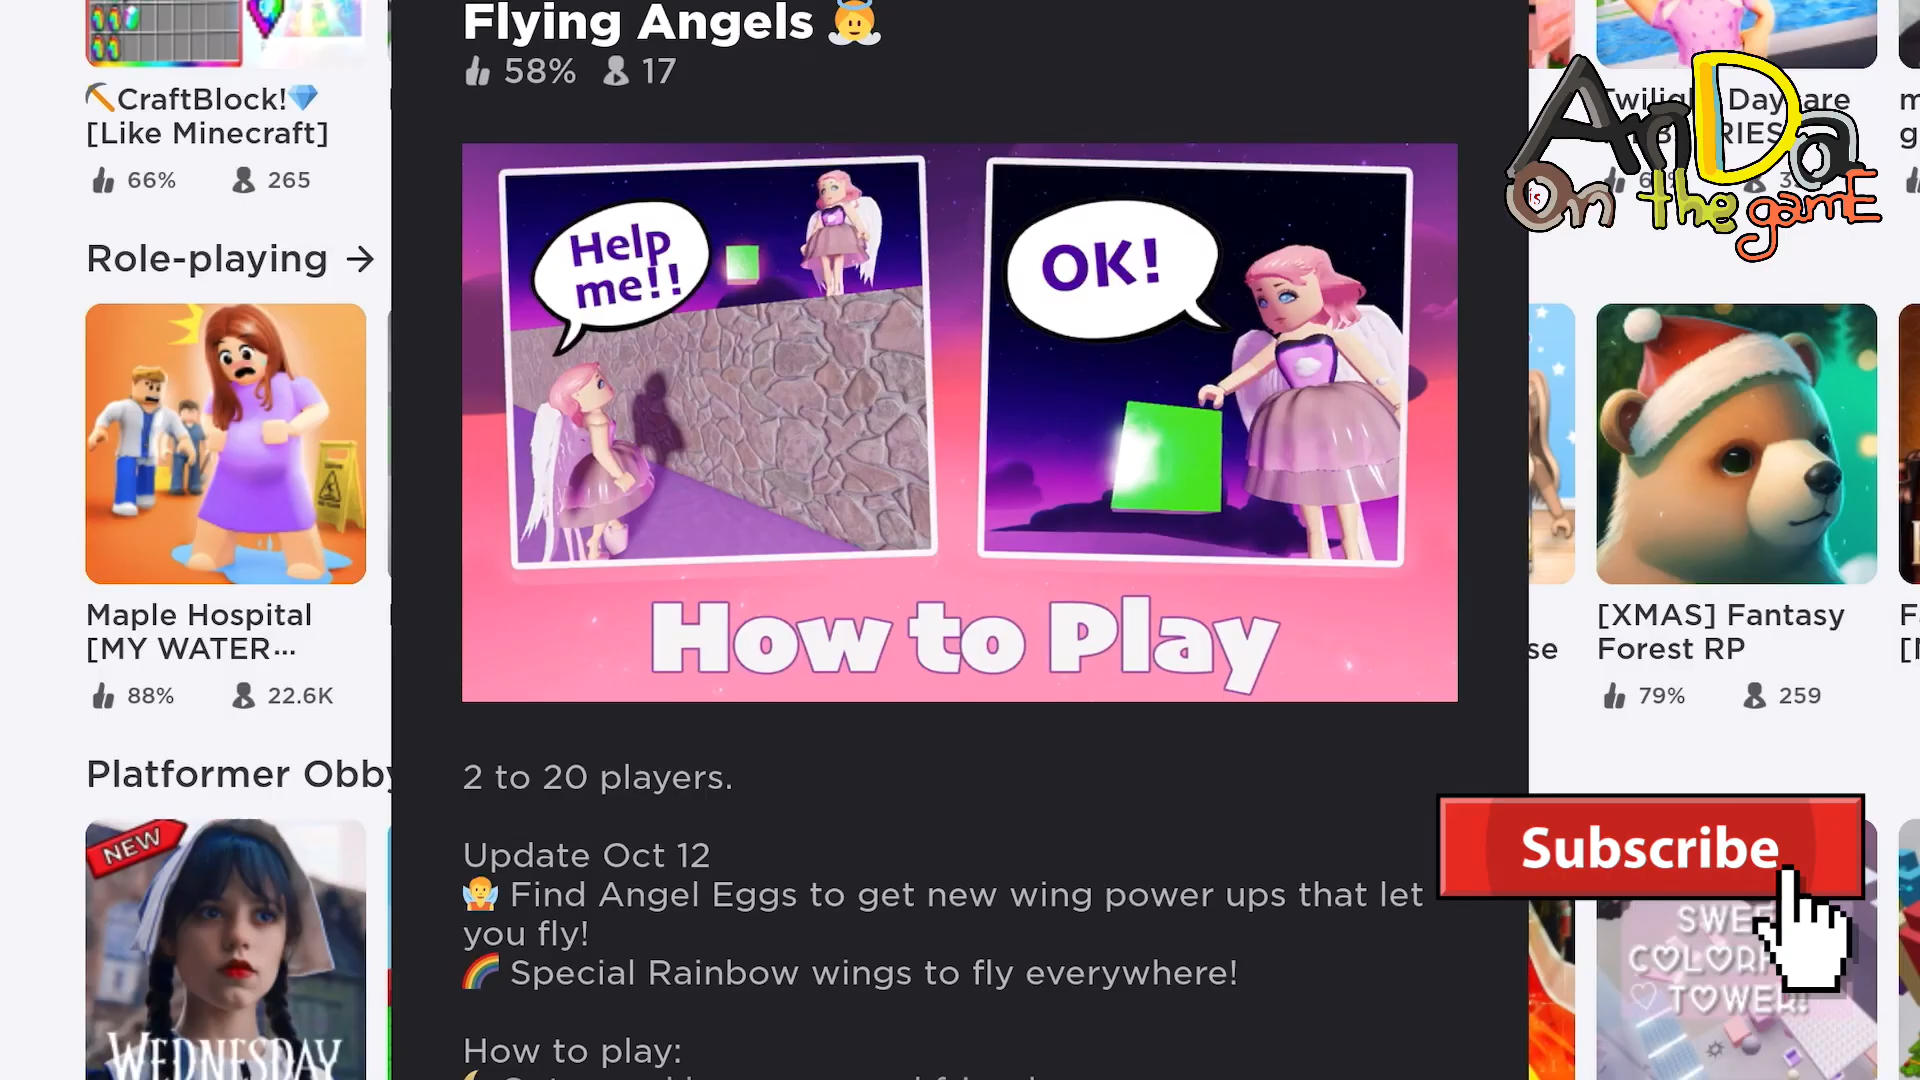 Flying Angels
58% 17
CraftBlock!
[Like Minecraft]
66% 265
Role-playing →
Maple Hospital
[MY WATER...
88% 22.6K
Platformer Obby
NEW
WEDNESDAY
Help
me!!
OK!
How to Play
2 to 20 players.
Update Oct 12
Find Angel Eggs to get new wing power ups that let
you fly!
Special Rainbow wings to fly everywhere!
How to play:
AnDa
is
On the gamE
[XMAS] Fantasy
Forest RP
79% 259
Subscribe
TOWER!